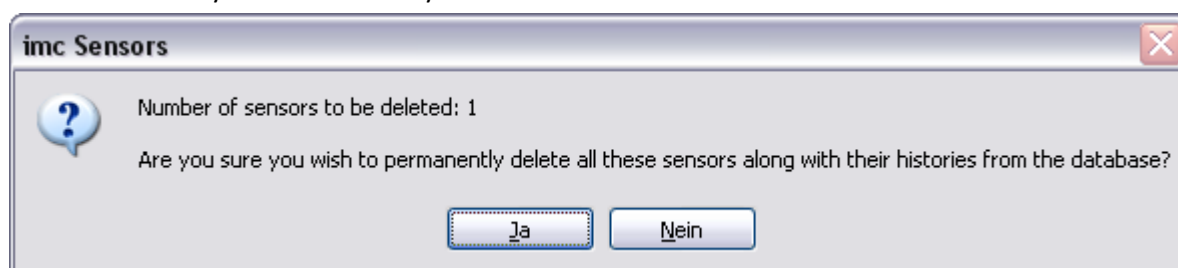 imc Sensors
Number of sensors to be deleted: 1
Are you sure you wish to permanently delete all these sensors along with their histories from the database?
Ja
Nein